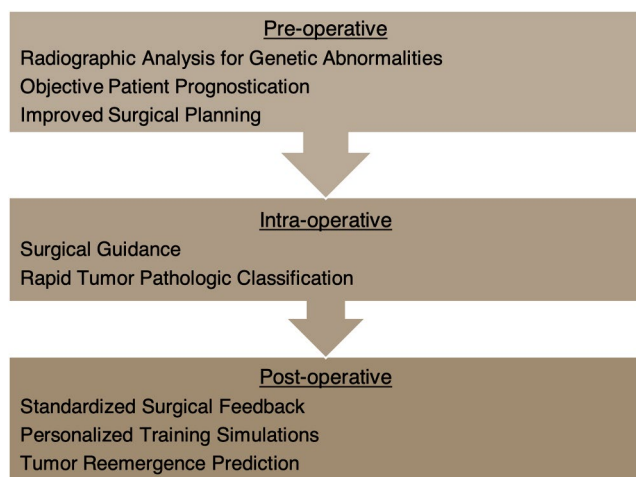 Pre-operative
Radiographic Analysis for Genetic Abnormalities
Objective Patient Prognostication
Improved Surgical Planning
Intra-operative
Surgical Guidance
Rapid Tumor Pathologic Classification
Post-operative
Standardized Surgical Feedback
Personalized Training Simulations
Tumor Reemergence Prediction